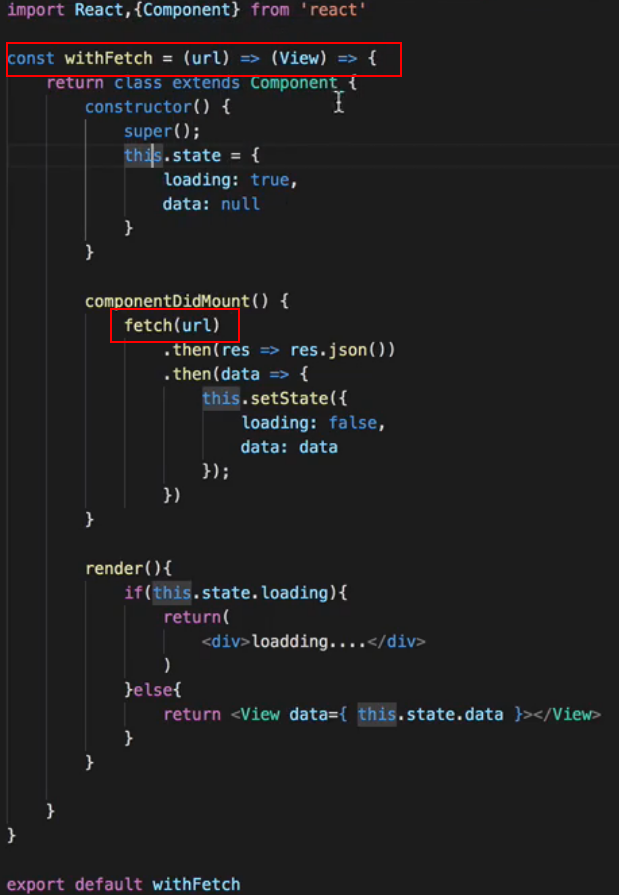 import React,{Component} from 'react'
const withFetch = (url) => (View) => {
return class extends Component {
constructor() {
super();
this.state = {
loading: true,
data: null
}
}
componentDidMount() {
fetch(url)
.then(res => res.json())
.then(data => {
this.setState({
loading: false,
data: data
});
})
}
render(){
if(this.state.loading){
return(
<div>loadding....</div>
)
}else{
return <View data={ this.state.data }></View>
}
}
}
}
export default withFetch